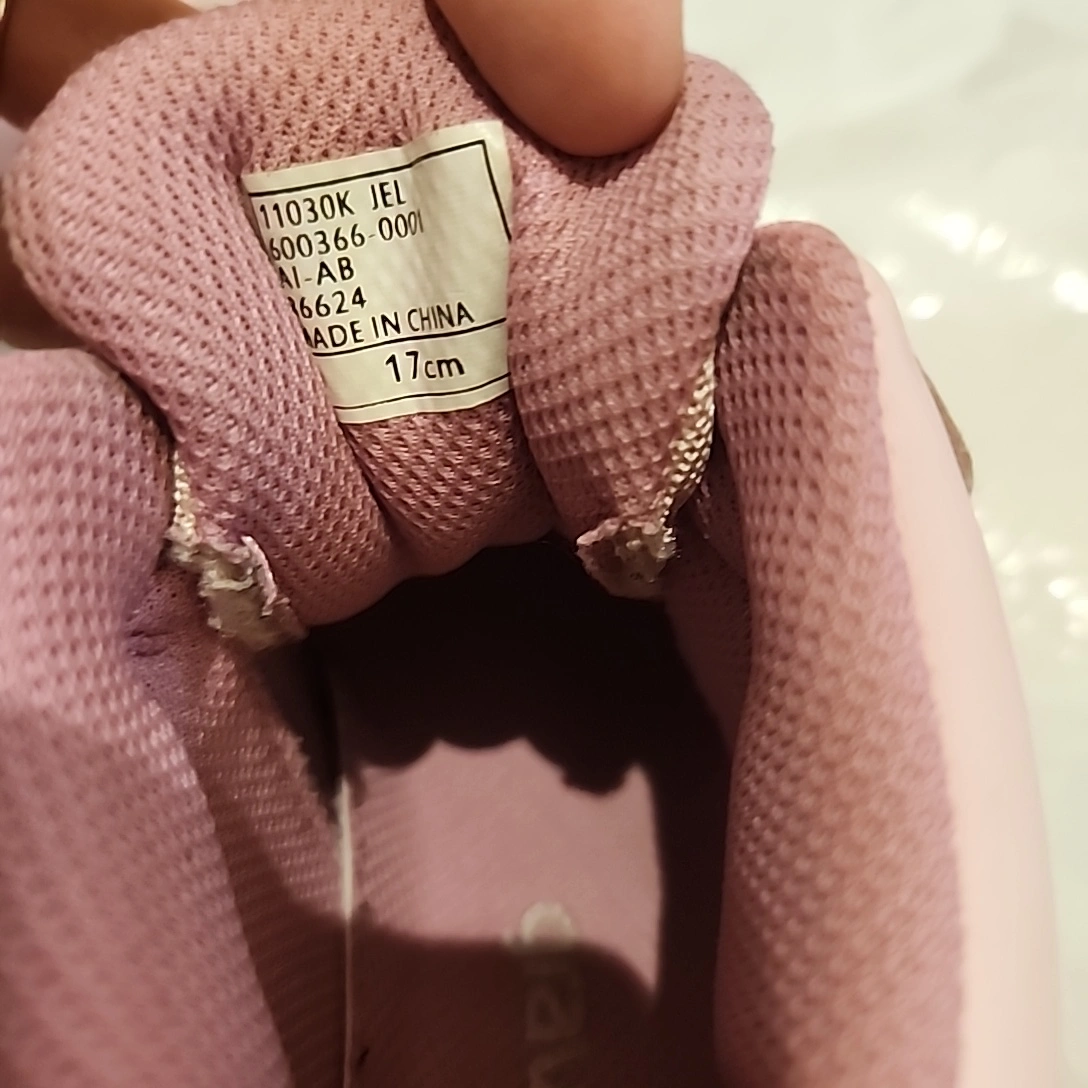 11030K JEL
600366-0001
AI-AB
36624
MADE IN CHINA
17cm